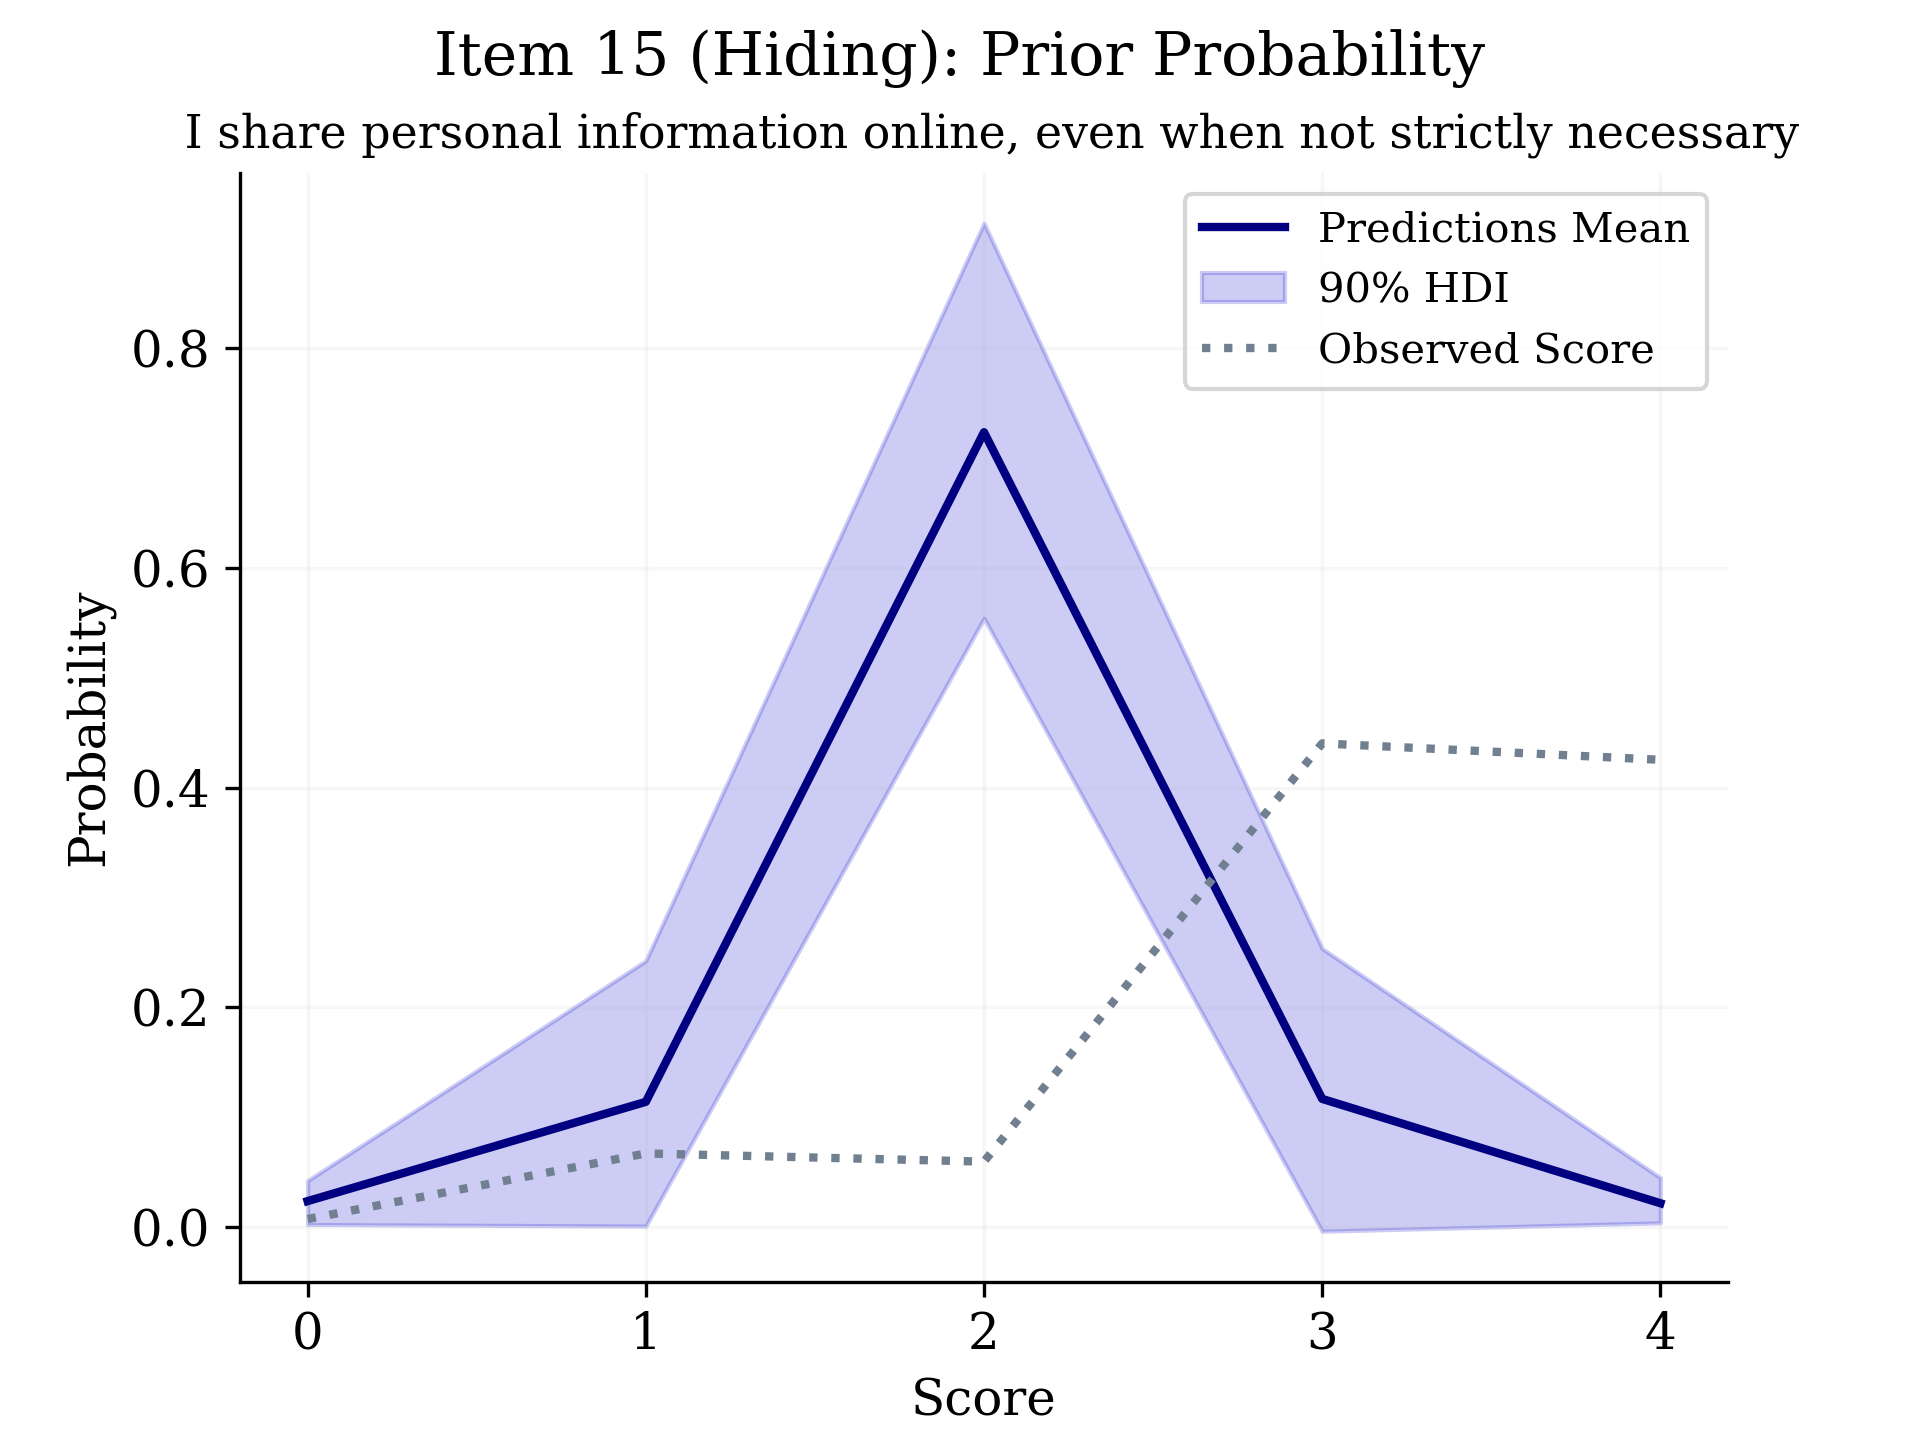 Item 15 (Hiding): Prior Probability
I share personal information online, even when not strictly necessary
Predictions Mean
90% HDI
Observed Score
Probability
0.8
0.6
0.4
0.2
0.0
0 1 2 3 4
Score